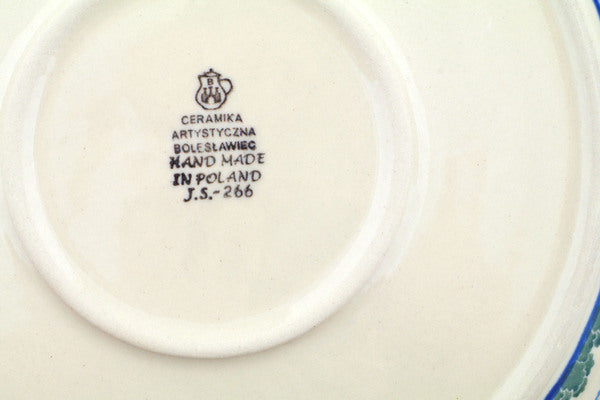 B
CERAMIKA
ARTYSTYCZNA
BOLESŁAWIEC
HAND MADE
IN POLAND
J.S.-266